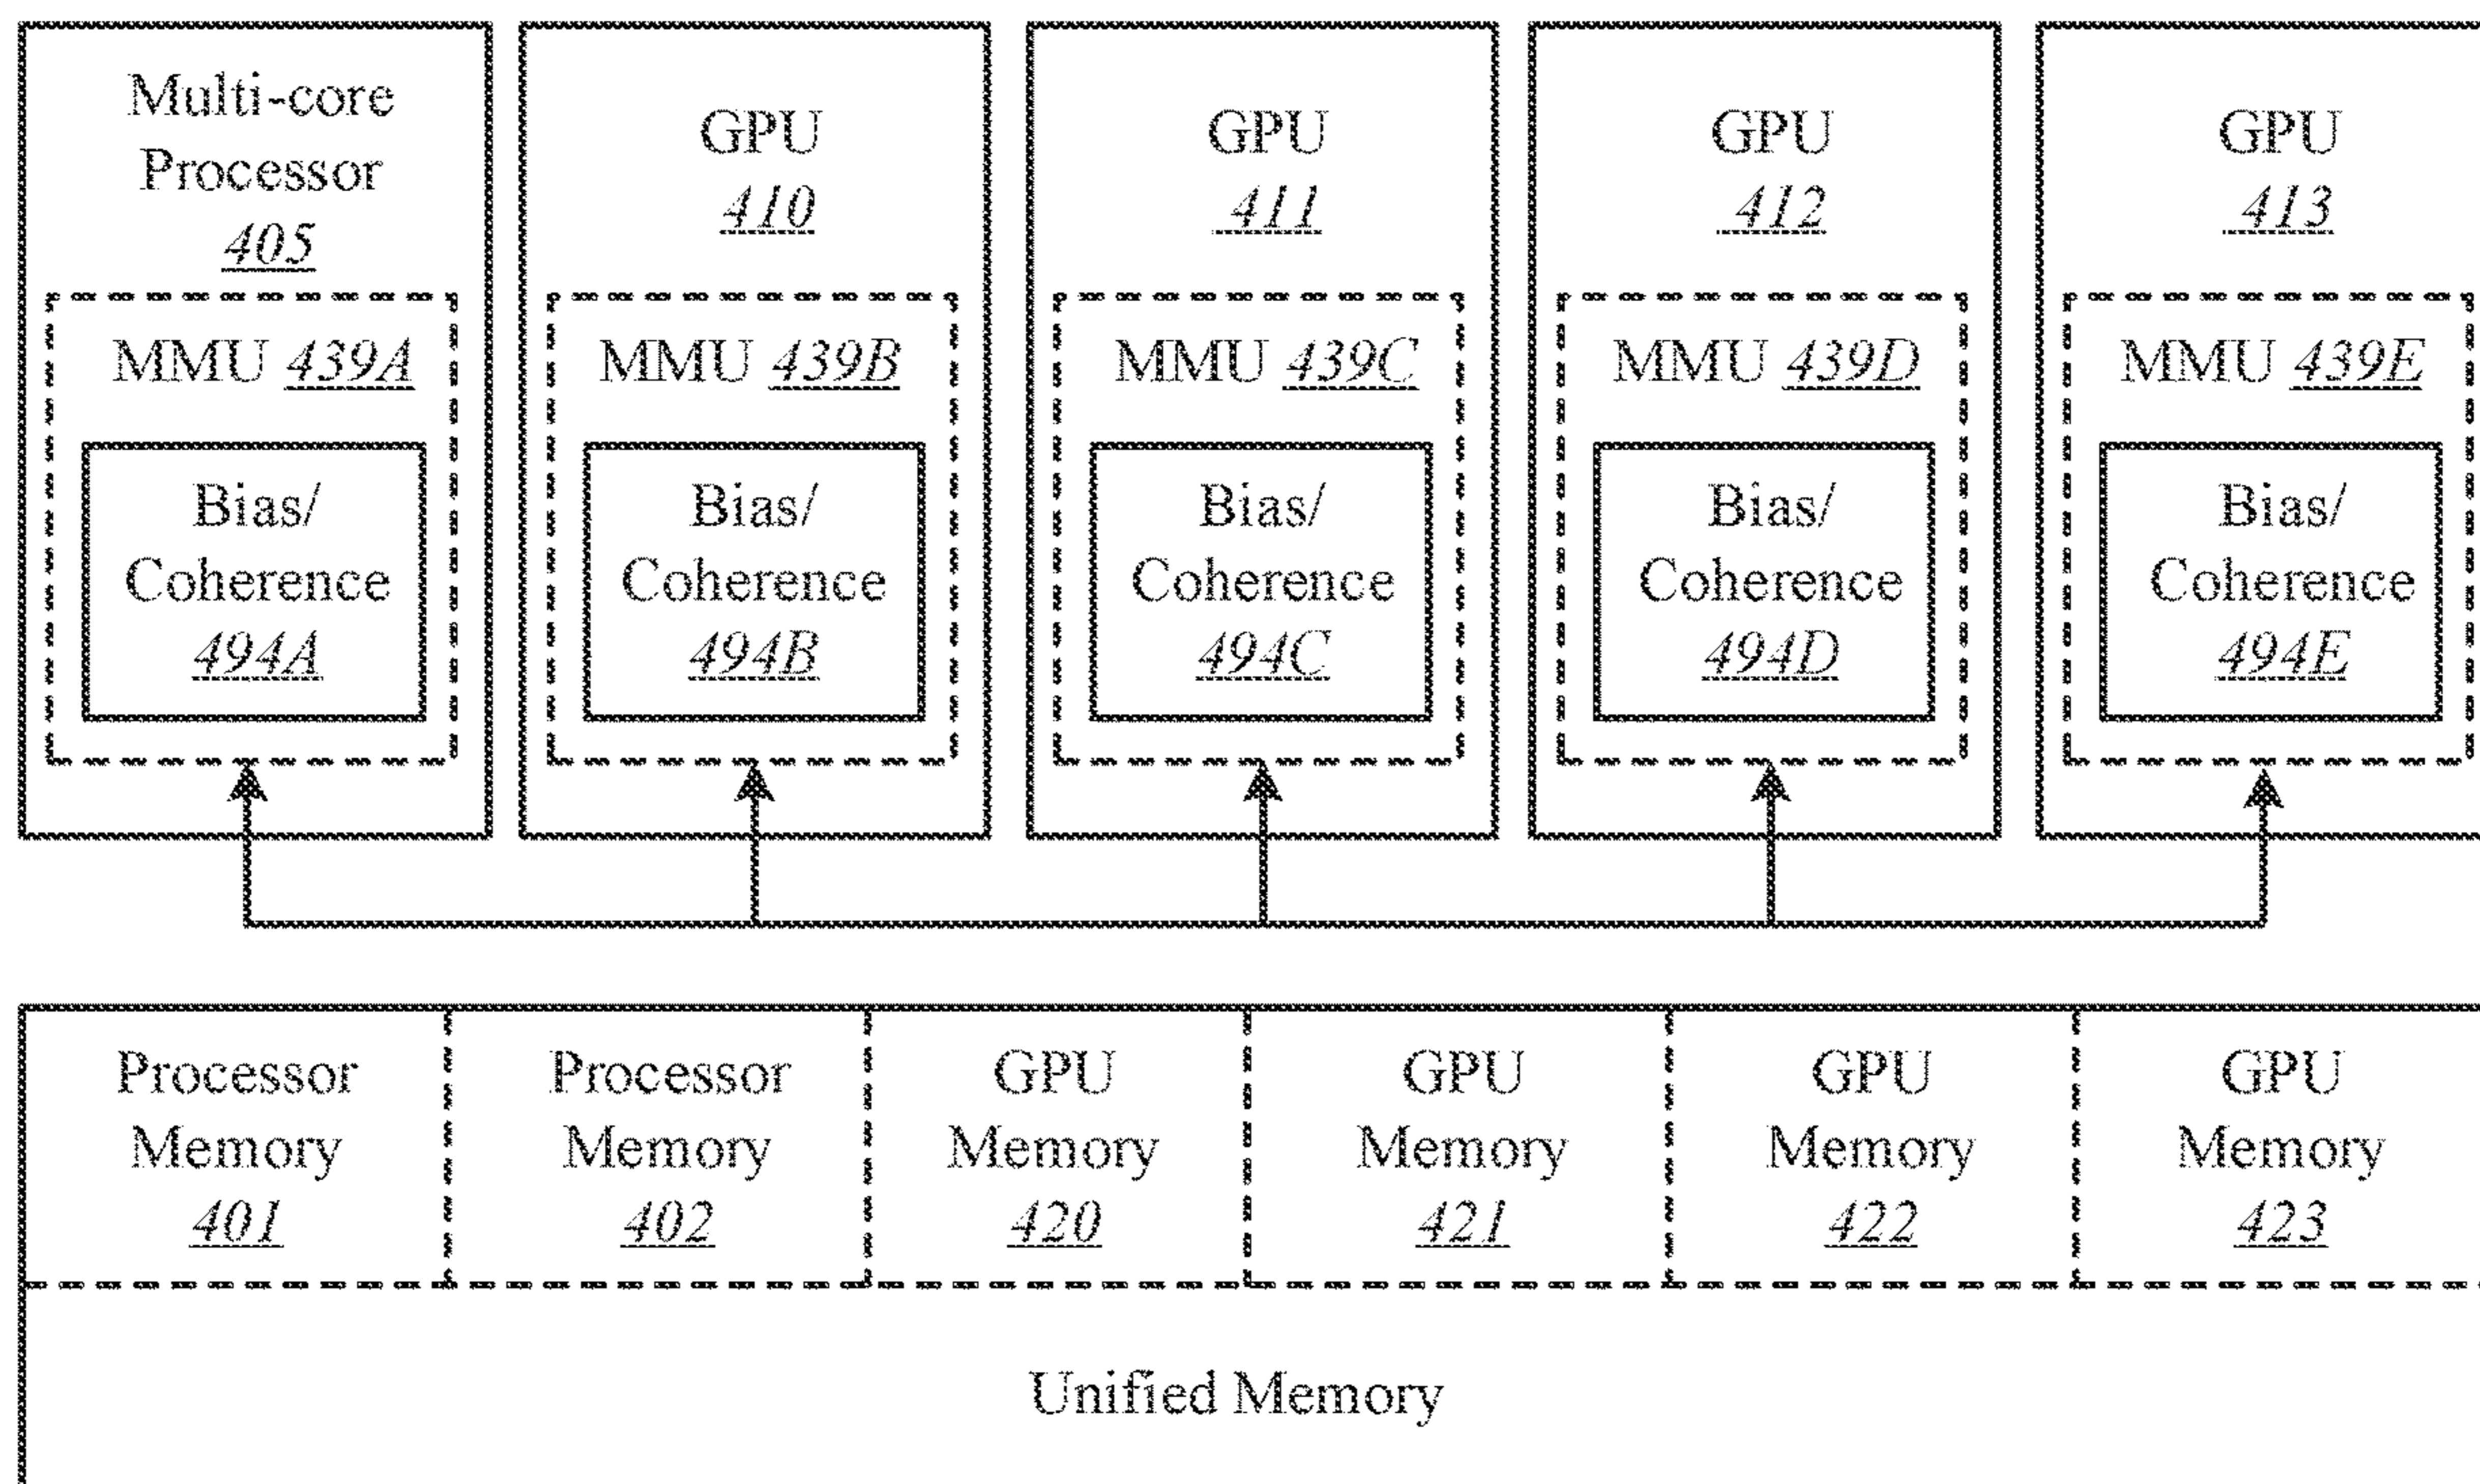 Multi-core
Processor
405
MMU 439A
Bias/
Coherence
494A
GPU
410
MMU 439B
Bias/
Coherence
494B
GPU
411
MMU 439C
Bias/
Coherence
494C
GPU
412
MMU 439D
Bias/
Coherence
494D
GPU
413
MMU 439E
Bias/
Coherence
494E
Processor
Memory
401
Processor
Memory
402
GPU
Memory
420
GPU
Memory
421
GPU
Memory
422
GPU
Memory
423
Unified Memory